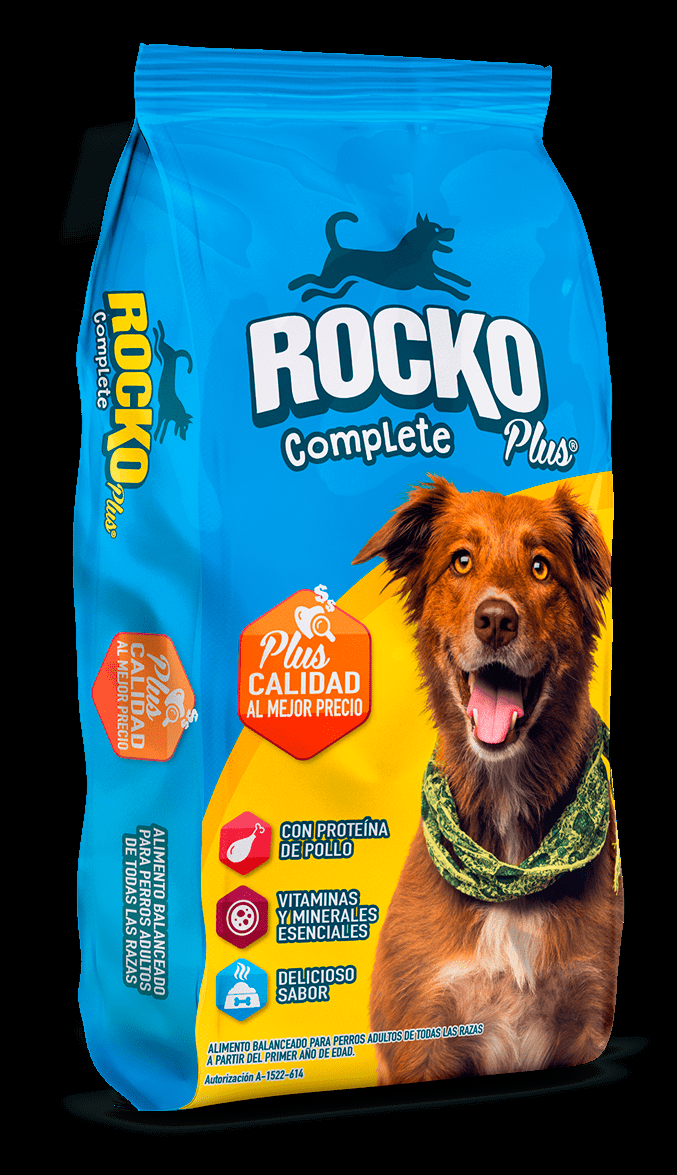 ROCKO
Complete Plus®
Plus
CALIDAD
AL MEJOR PRECIO
CON PROTEÍNA
DE POLLO
VITAMINAS
Y MINERALES
ESENCIALES
DELICIOSO
SABOR
ALIMENTO BALANCEADO PARA PERROS ADULTOS DE TODAS LAS RAZAS
A PARTIR DEL PRIMER AÑO DE EDAD.
Autorización A-1522-614
ROCKO
Complete Plus®
Plus
CALIDAD
AL MEJOR PRECIO
ALIMENTO BALANCEADO
PARA PERROS ADULTOS
DE TODAS LAS RAZAS